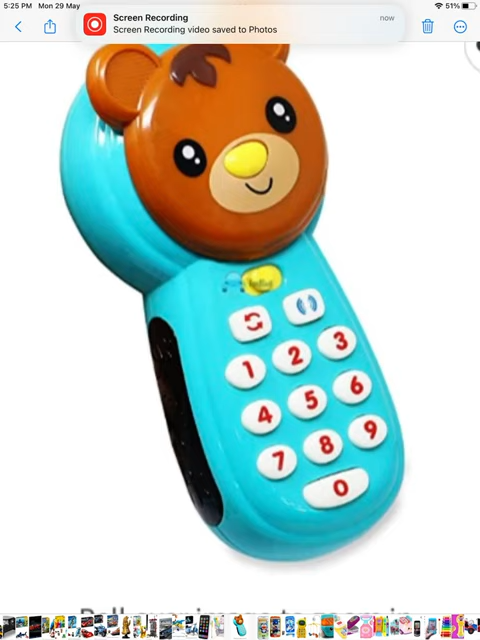 5:25 PM Mon 29 May
51%
Screen Recording
now
Screen Recording video saved to Photos
1 2 3
4 5 6
7 8 9
0